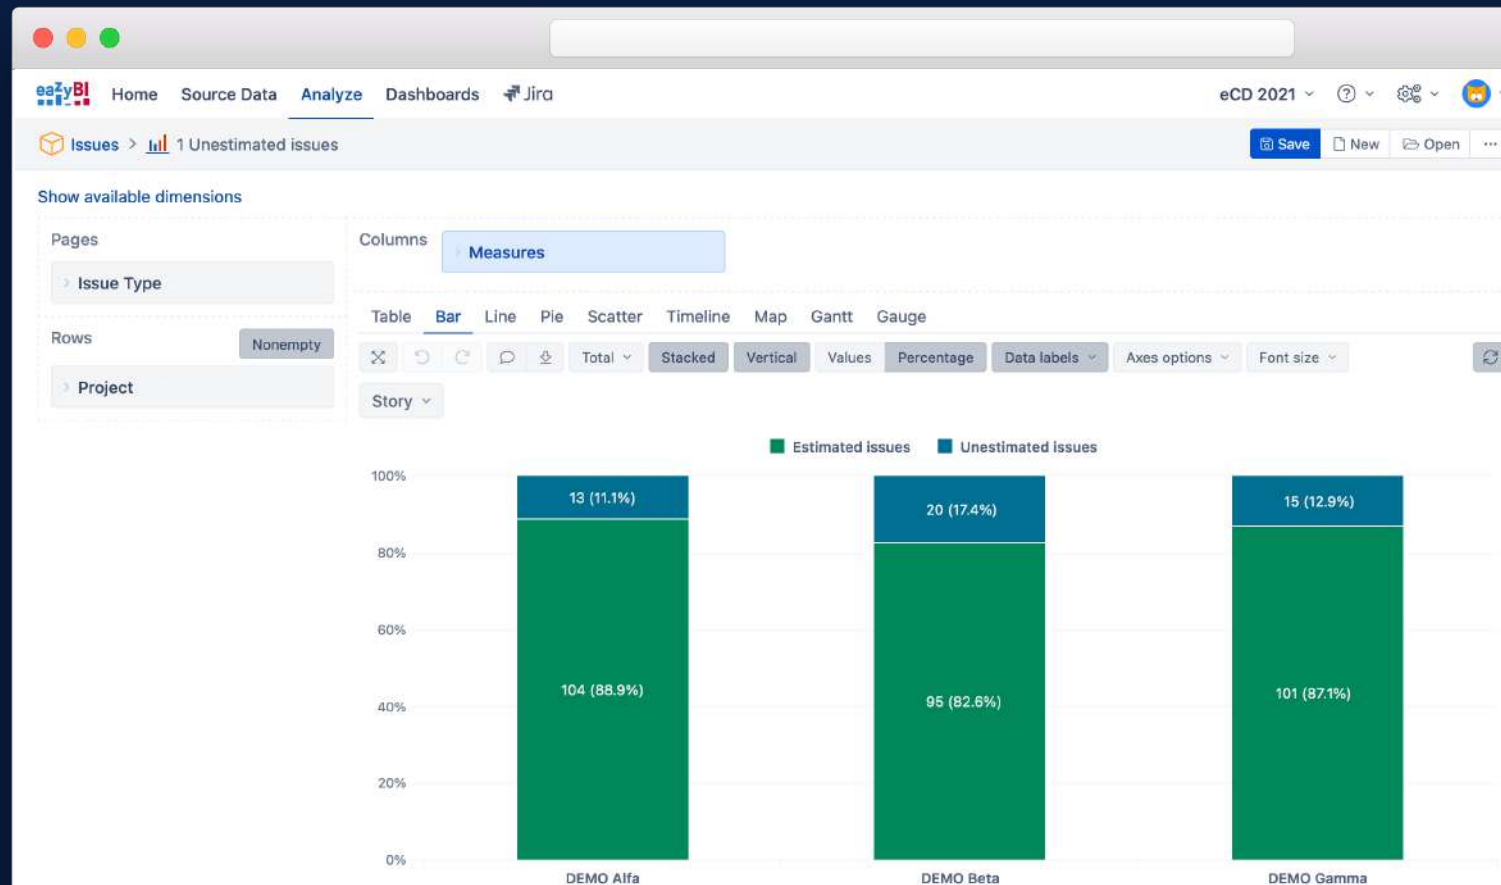 eazyBI Home Source Data Analyze Dashboards Jira eCD 2021
Issues > 1 Unestimated issues Save New Open ...
Show available dimensions
Pages
Issue Type
Rows Nonempty
Project
Columns Measures
Table Bar Line Pie Scatter Timeline Map Gantt Gauge
Total Stacked Vertical Values Percentage Data labels Axes options Font size
Story
Estimated issues Unestimated issues
100%
13 (11.1%) 20 (17.4%) 15 (12.9%)
80%
60%
104 (88.9%) 95 (82.6%) 101 (87.1%)
40%
20%
0%
DEMO Alfa DEMO Beta DEMO Gamma